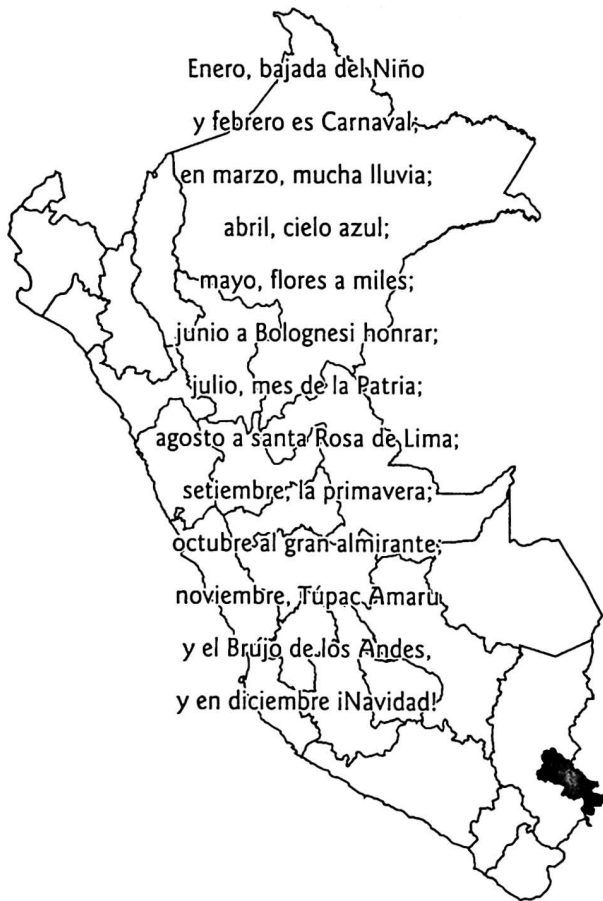 Enero, bajada del Niño
y febrero es Carnaval;
en marzo, mucha lluvia;
abril, cielo azul;
mayo, flores a miles;
junio a Bolognesi honrar;
julio, mes de la Patria;
agosto a santa Rosa de Lima;
setiembre, la primavera;
octubre al gran almirante;
noviembre, Túpac Amaru
y el Brujo de los Andes,
y en diciembre ¡Navidad!